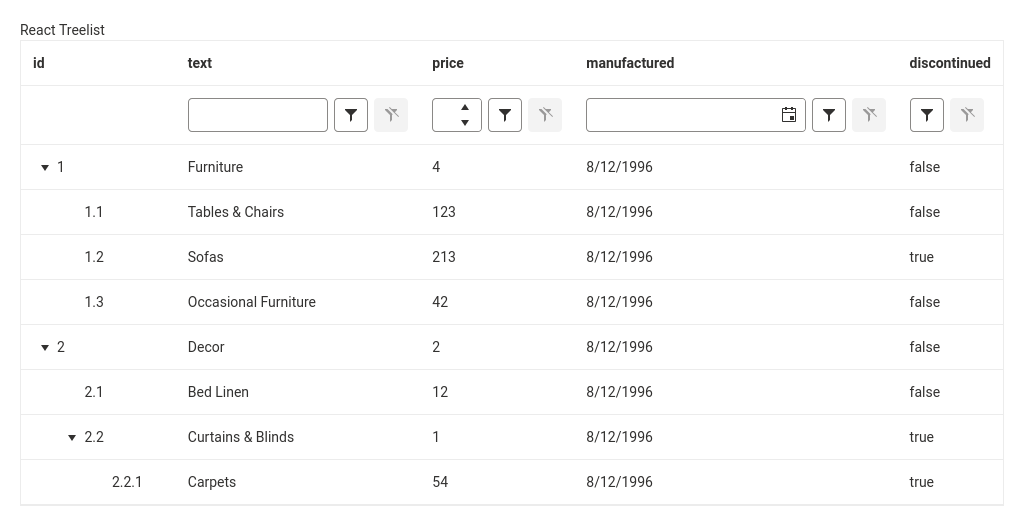 React Treelist
id text price manufactured discontinued
1 Furniture 4 8/12/1996 false
1.1 Tables & Chairs 123 8/12/1996 false
1.2 Sofas 213 8/12/1996 true
1.3 Occasional Furniture 42 8/12/1996 false
2 Decor 2 8/12/1996 false
2.1 Bed Linen 12 8/12/1996 false
2.2 Curtains & Blinds 1 8/12/1996 true
2.2.1 Carpets 54 8/12/1996 true